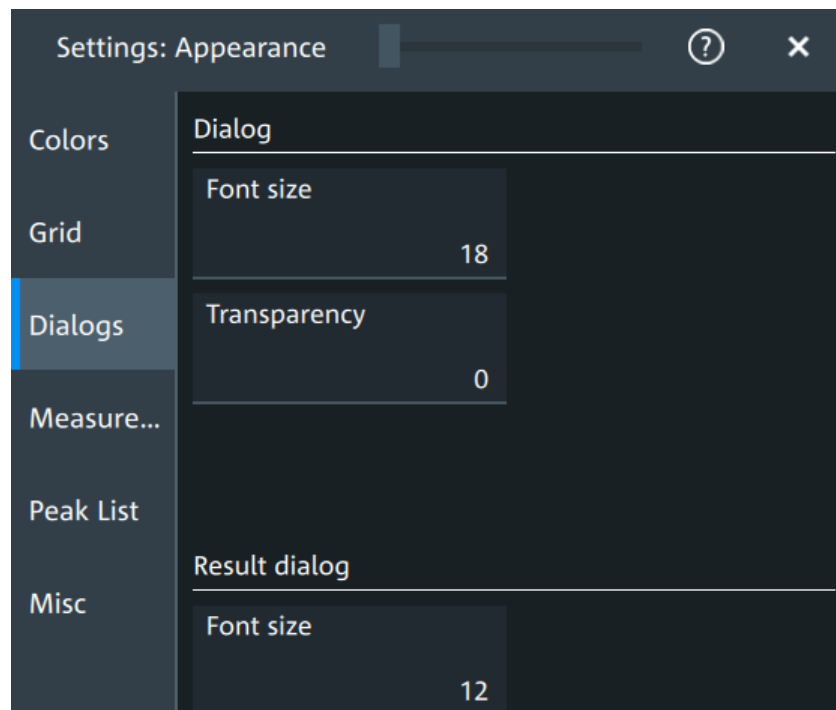 Settings: Appearance ?
Colors
Grid
Dialogs
Measure...
Peak List
Misc
Dialog
Font size
18
Transparency
0
Result dialog
Font size
12